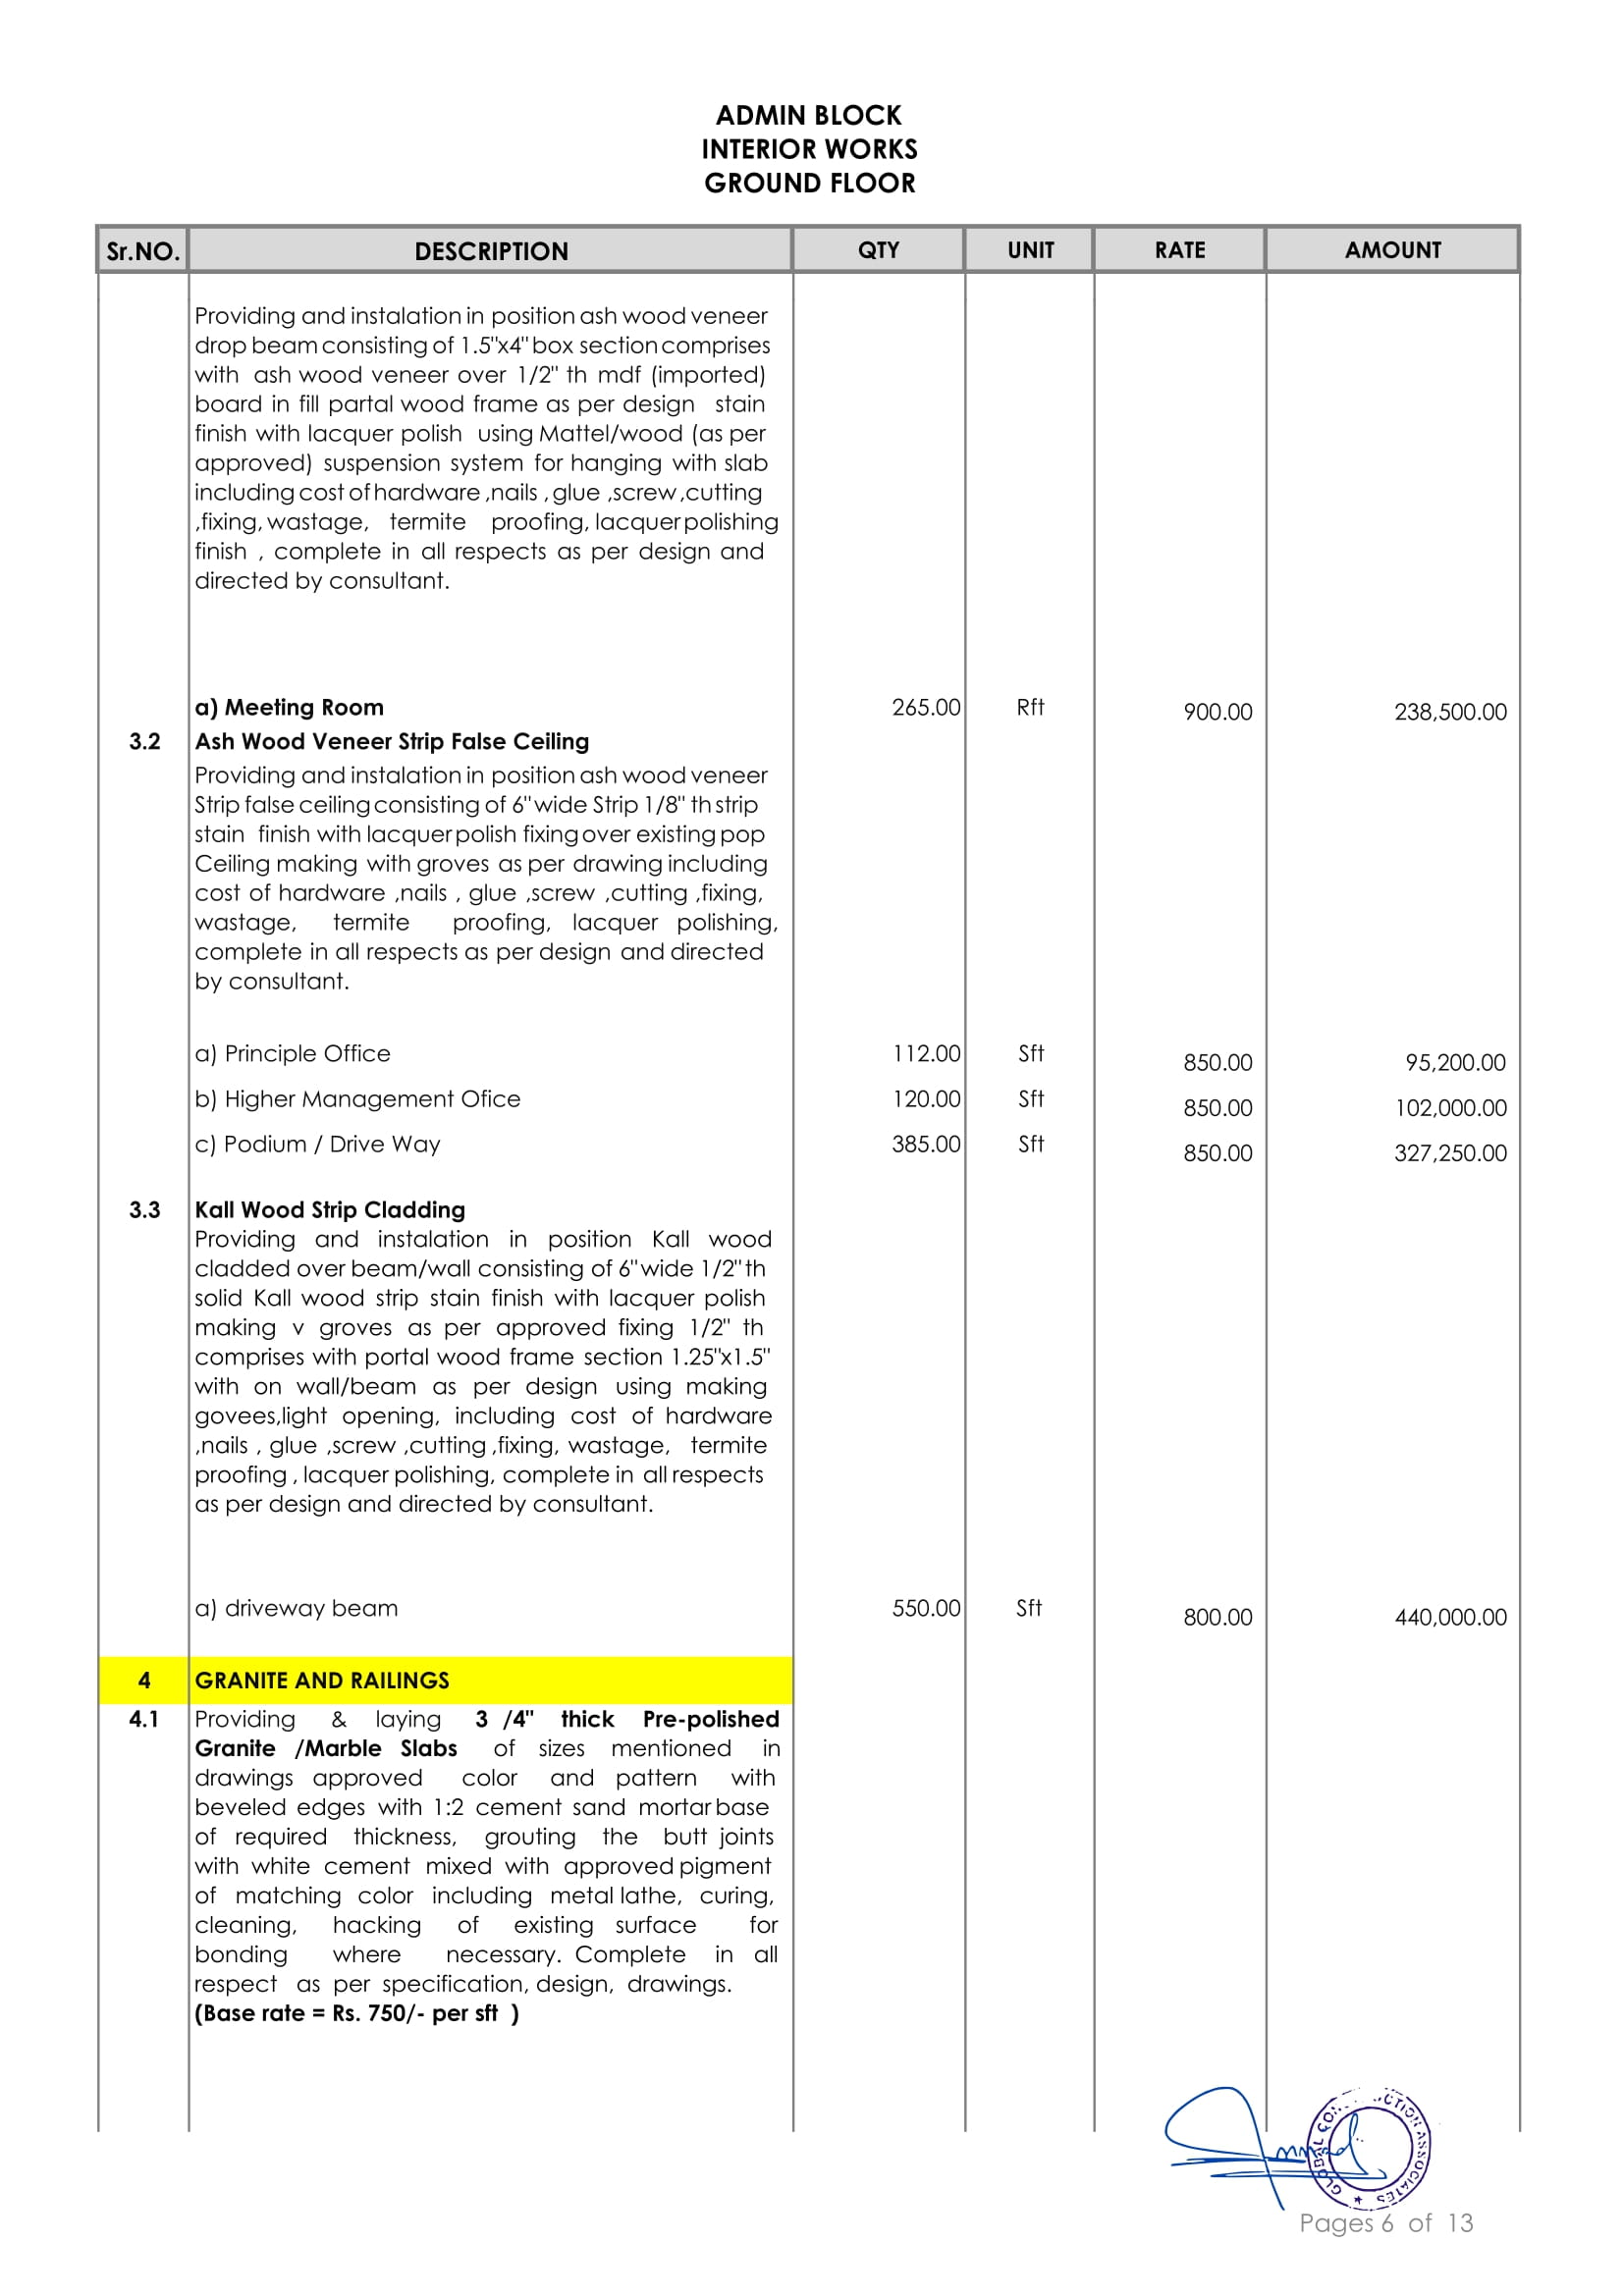 ADMIN BLOCK
INTERIOR WORKS
GROUND FLOOR
Sr.NO. DESCRIPTION QTY UNIT RATE AMOUNT
Providing and instalation in position ash wood veneer
drop beam consisting of 1.5"x4" box section comprises
with ash wood veneer over 1/2" th mdf (imported)
board in fill partal wood frame as per design stain
finish with lacquer polish using Mattel/wood (as per
approved) suspension system for hanging with slab
including cost of hardware ,nails , glue ,screw ,cutting
,fixing, wastage, termite proofing, lacquer polishing
finish , complete in all respects as per design and
directed by consultant.
a) Meeting Room 265.00 Rft 900.00 238,500.00
3.2 Ash Wood Veneer Strip False Ceiling
Providing and instalation in position ash wood veneer
Strip false ceiling consisting of 6" wide Strip 1/8" th strip
stain finish with lacquer polish fixing over existing pop
Ceiling making with groves as per drawing including
cost of hardware ,nails , glue ,screw ,cutting ,fixing,
wastage, termite proofing, lacquer polishing,
complete in all respects as per design and directed
by consultant.
a) Principle Office 112.00 Sft 850.00 95,200.00
b) Higher Management Ofice 120.00 Sft 850.00 102,000.00
c) Podium / Drive Way 385.00 Sft 850.00 327,250.00
3.3 Kall Wood Strip Cladding
Providing and instalation in position Kall wood
cladded over beam/wall consisting of 6" wide 1/2" th
solid Kall wood strip stain finish with lacquer polish
making v groves as per approved fixing 1/2" th
comprises with portal wood frame section 1.25"x1.5"
with on wall/beam as per design using making
govees,light opening, including cost of hardware
,nails , glue ,screw ,cutting ,fixing, wastage, termite
proofing , lacquer polishing, complete in all respects
as per design and directed by consultant.
a) driveway beam 550.00 Sft 800.00 440,000.00
4 GRANITE AND RAILINGS
4.1 Providing & laying 3 /4" thick Pre-polished
Granite /Marble Slabs of sizes mentioned in
drawings approved color and pattern with
beveled edges with 1:2 cement sand mortar base
of required thickness, grouting the butt joints
with white cement mixed with approved pigment
of matching color including metal lathe, curing,
cleaning, hacking of existing surface for
bonding where necessary. Complete in all
respect as per specification, design, drawings.
(Base rate = Rs. 750/- per sft )
GLOBAL ASSOCIATES
Pages 6 of 13